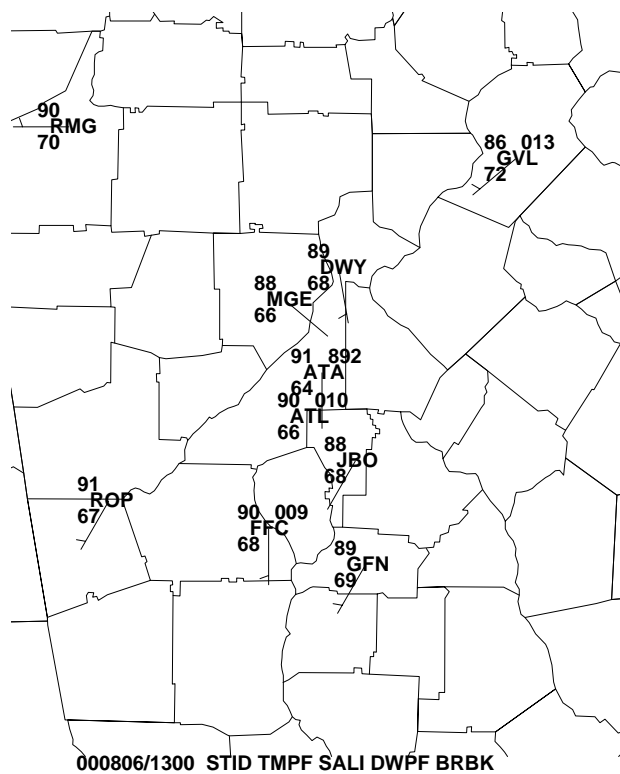 90
RMG
70
86 013
GVL
72
89
DWY
68
88
MGE
66
91 892
ATA
64
90 010
ATL
66
88
JBO
68
91
ROP
67
90 009
FFC
68
89
GFN
69
000806/1300 STID TMPF SALI DWPF BRBK